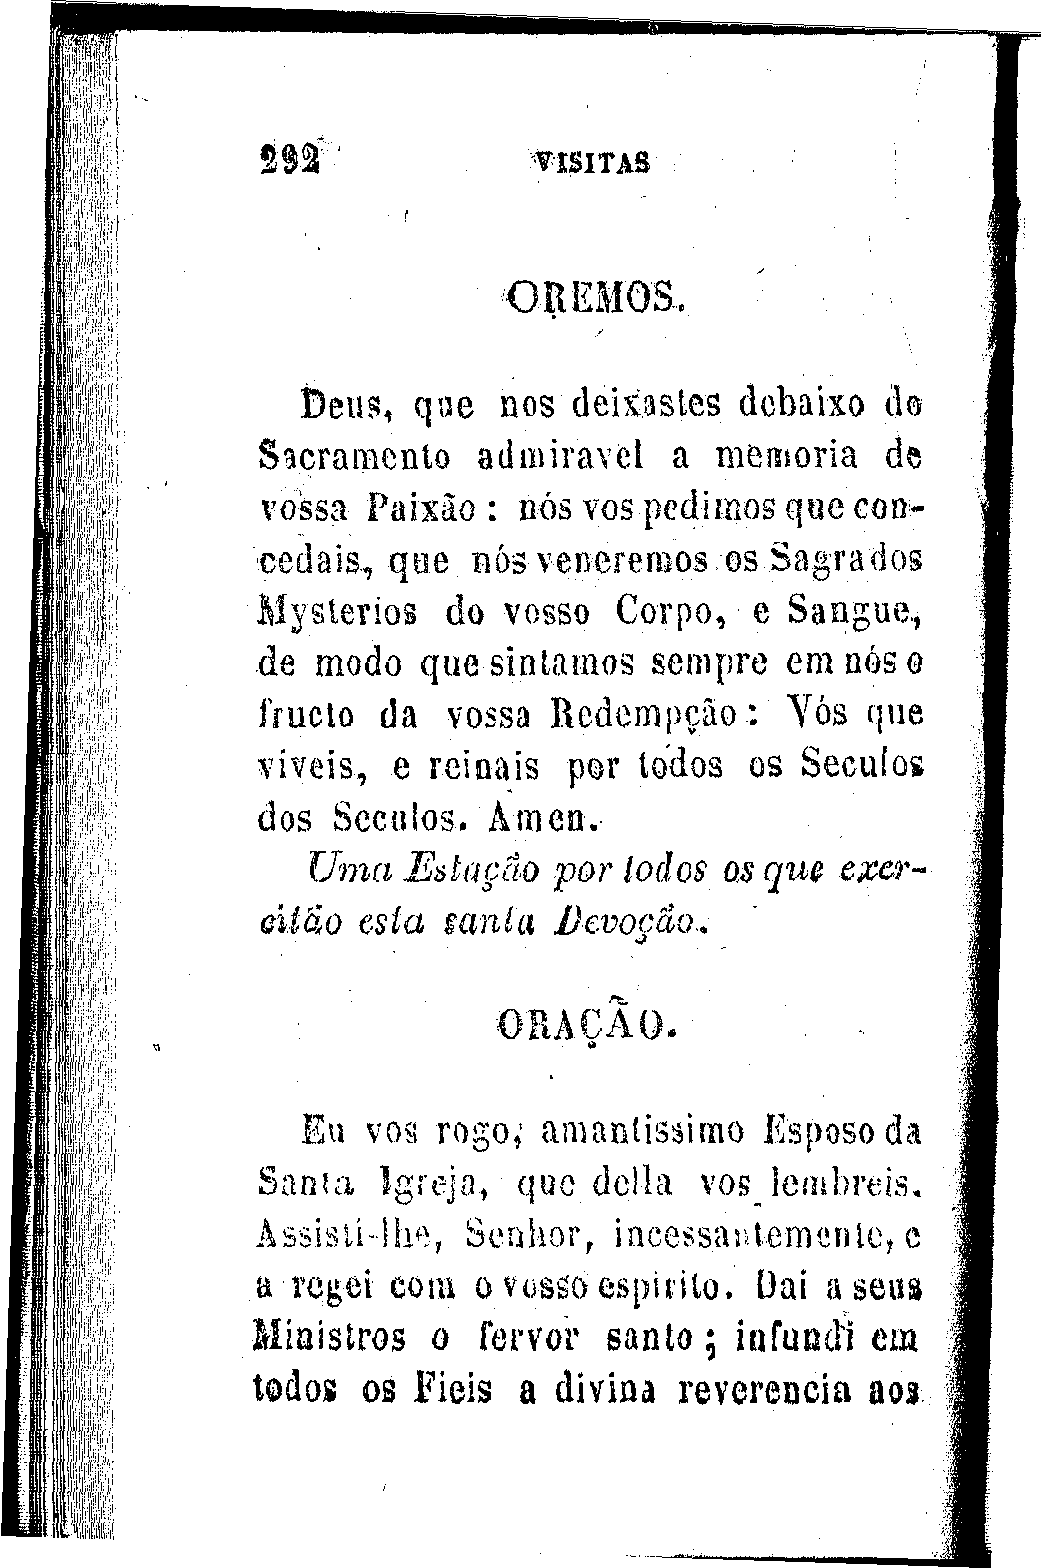 292 VISITAS
OREMOS.
Deus, que nos deixastes debaixo do
Sacramento admiravel a memoria de
vossa Paixão : nós vos pedimos que con-
cedais, que nós veneremos os Sagrados
Mysterios do vosso Corpo, e Sangue,
de modo que sintamos sempre em nós o
fructo da vossa Redempção : Vós que
viveis, e reinais por todos os Seculos
dos Seculos. Amen.
Uma Estação por todos os que exer-
citão esta santa Devoção.
ORAÇÃO.
Eu vos rogo, amantissimo Esposo da
Santa Igreja, que della vos lembreis.
Assisti-lhe, Senhor, incessantemente, e
a regei com o vosso espirito. Dai a seus
Ministros o fervor santo ; infundi em
todos os Fieis a divina reverencia aos